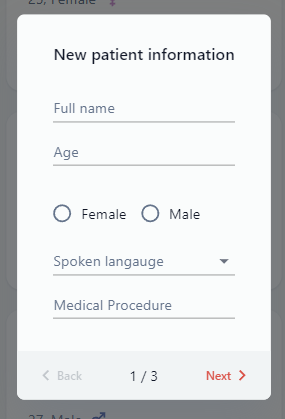 25, Female
New patient information
Full name
Age
Female Male
Spoken langauge
Medical Procedure
Back 1 / 3 Next
27, Male